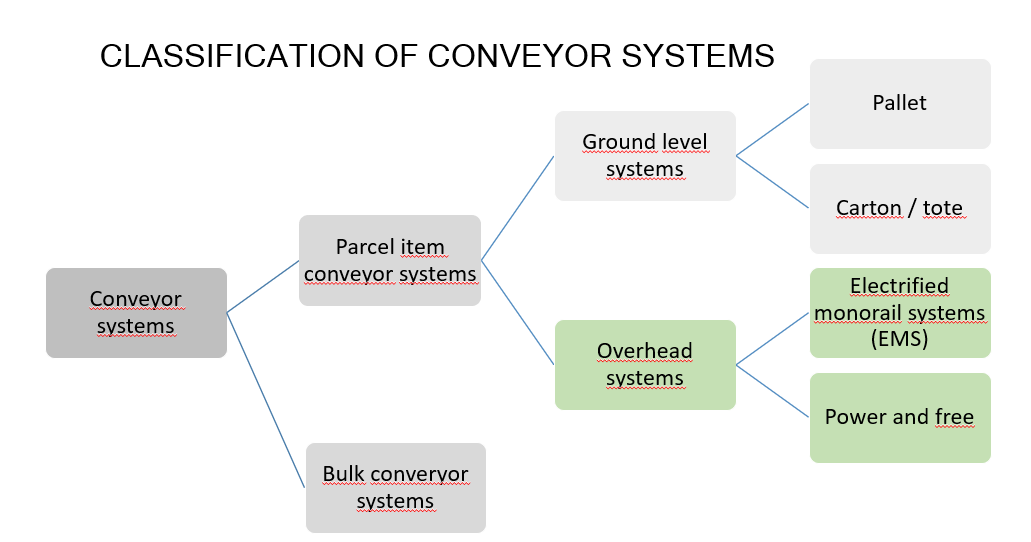 CLASSIFICATION OF CONVEYOR SYSTEMS
Pallet
Ground level
systems
Carton / tote
Parcel item
conveyor systems
Conveyor
systems
Electrified
monorail systems
(EMS)
Overhead
systems
Power and free
Bulk converyor
systems